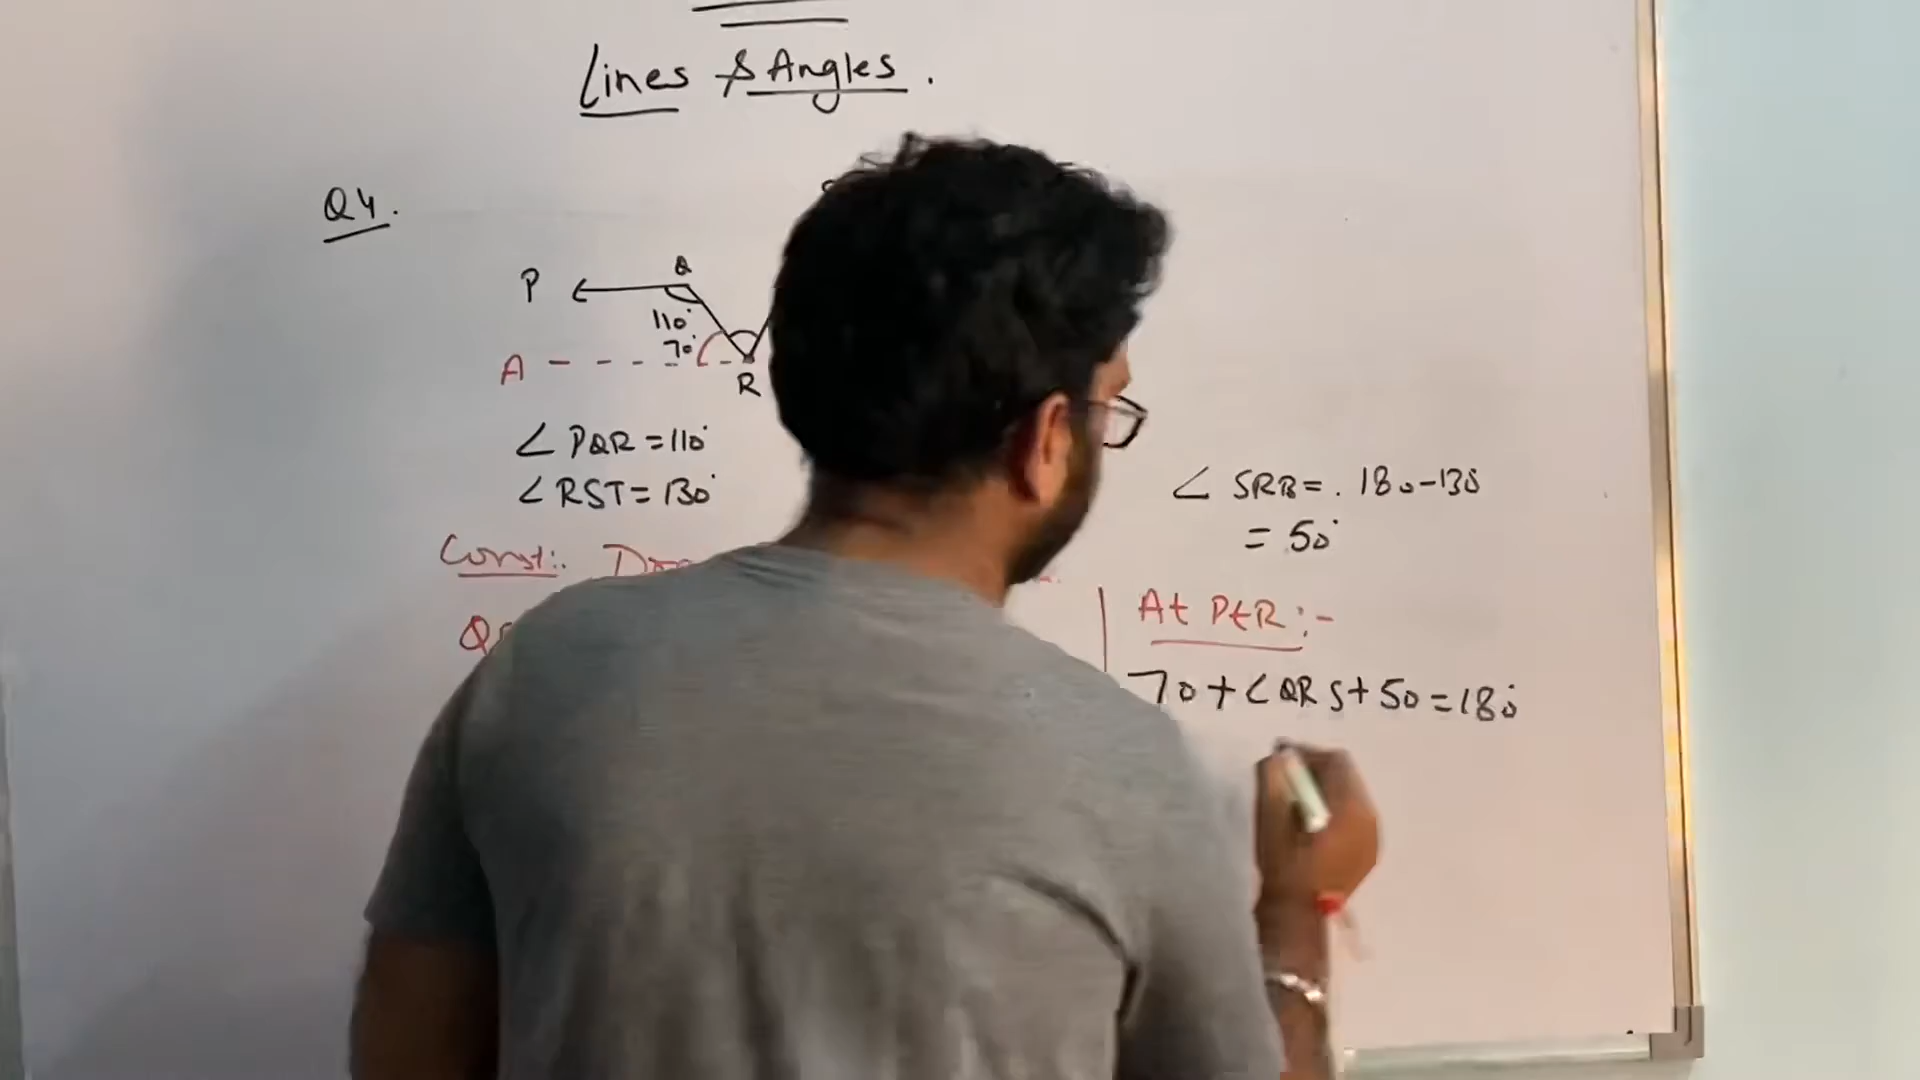 Lines & Angles.
Q4.
P
Q
110°
70°
A
R
∠ PQR = 110°
∠ RST = 130°
∠ SRB = . 180-130
= 50°
Const:.
At Pt R :-
70 + ∠QRS + 50 = 180°